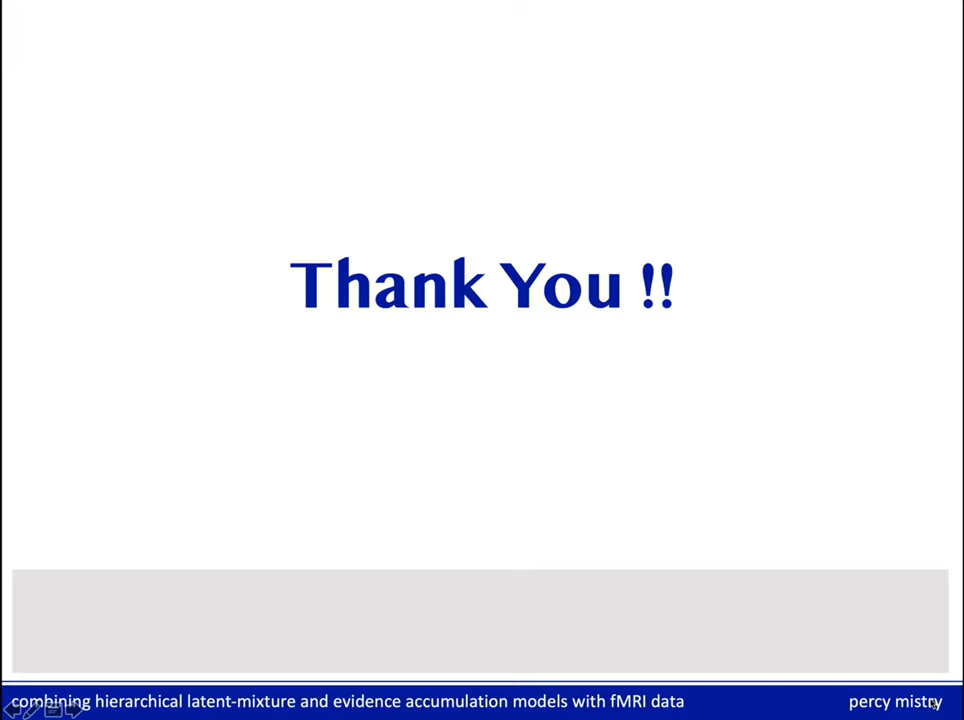 Thank You !!
combining hierarchical latent-mixture and evidence accumulation models with fMRI data
percy mistry